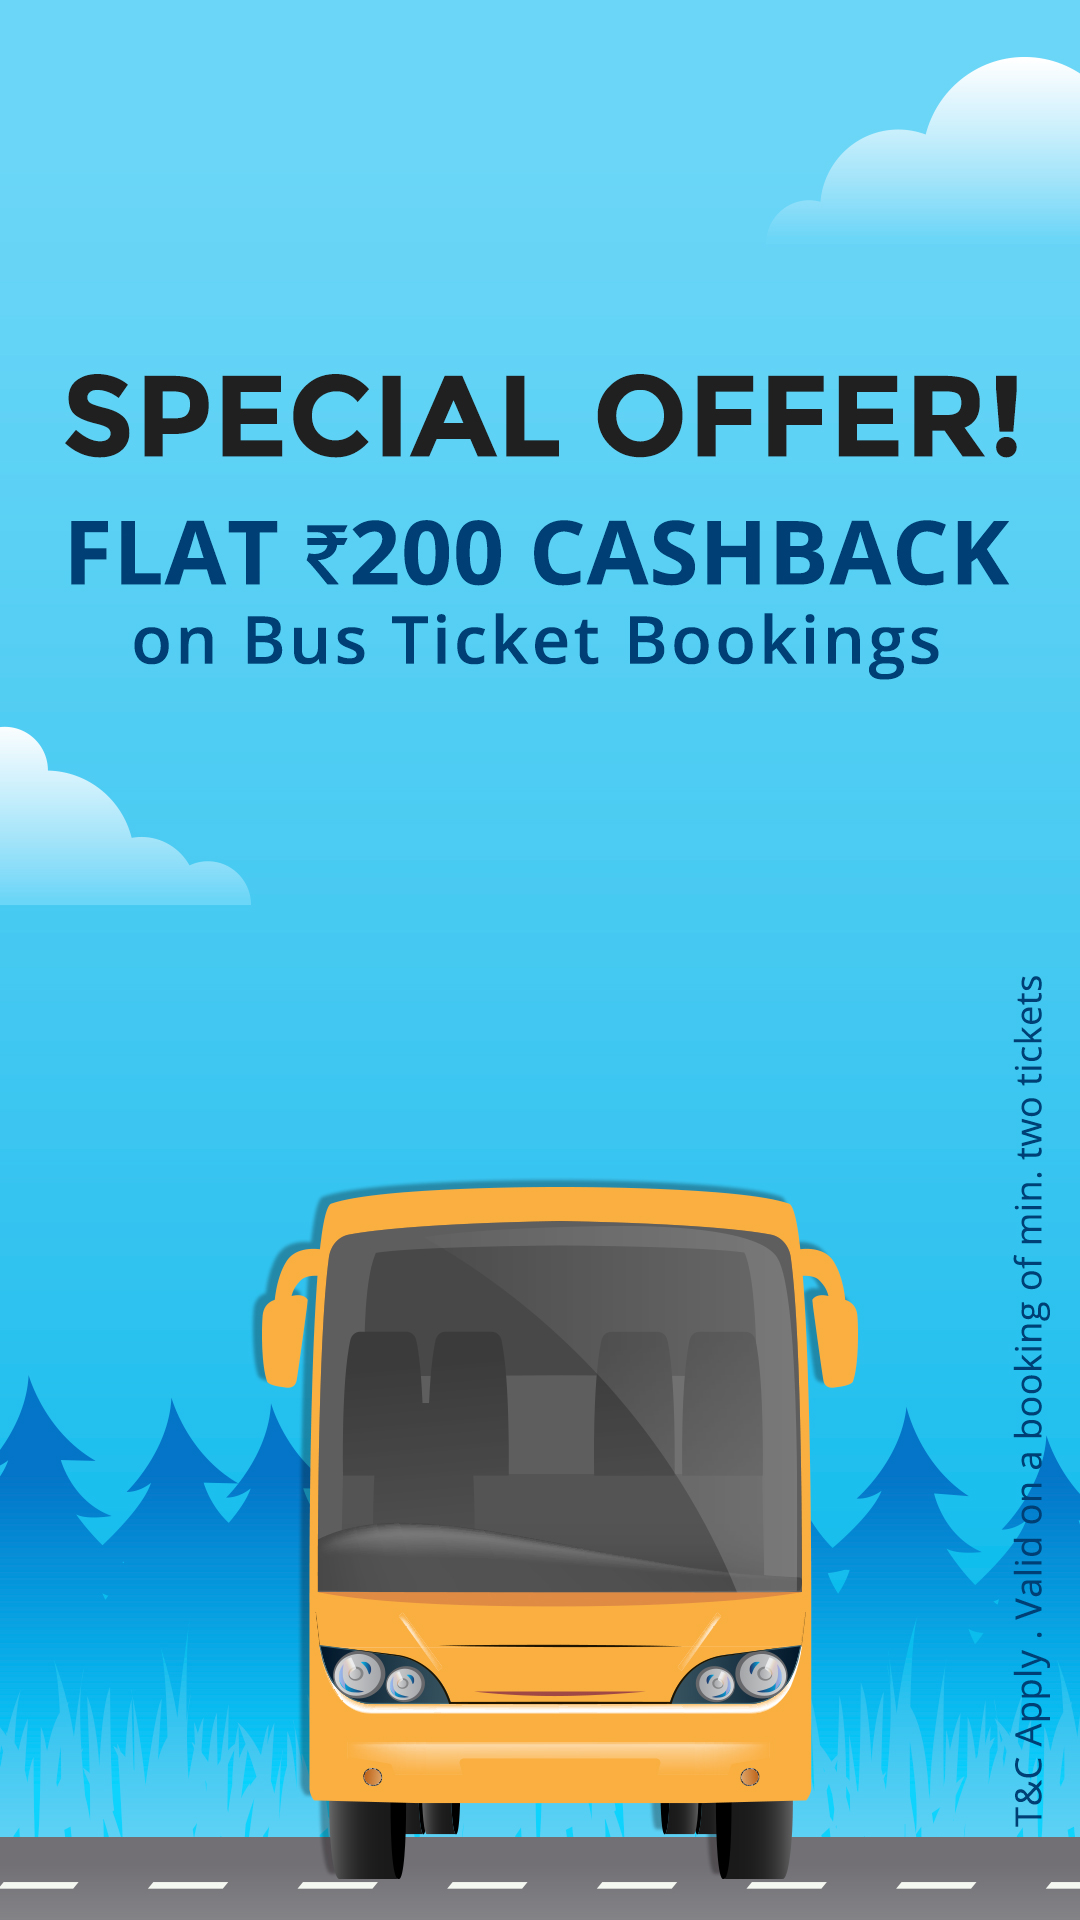 SPECIAL OFFER!
FLAT ₹200 CASHBACK
on Bus Ticket Bookings
T&C Apply . Valid on a booking of min. two tickets